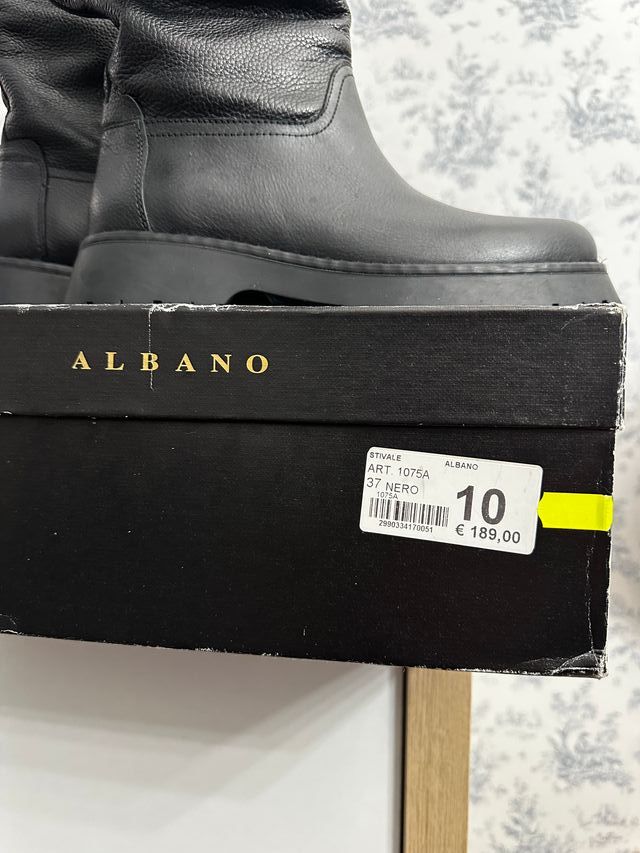 ALBANO
STIVALE ALBANO
ART. 1075A
37 NERO
1075A
10
2990334170051
€ 189,00